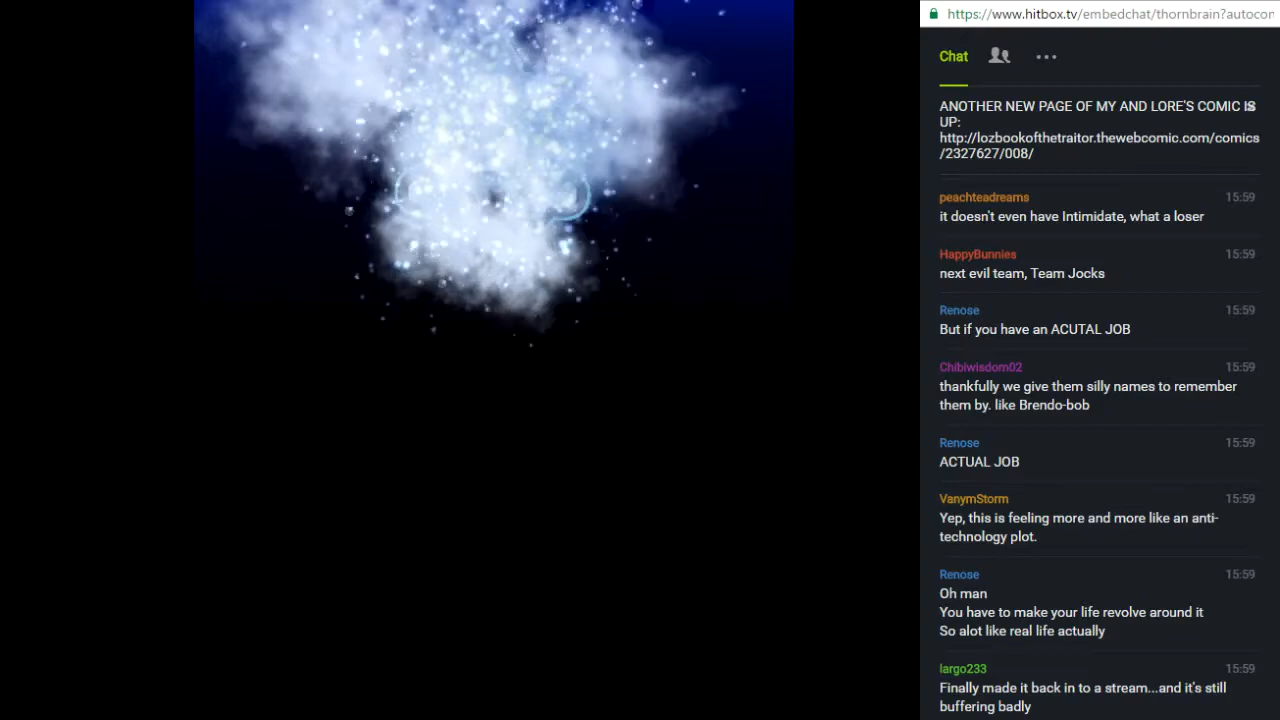 https://www.hitbox.tv/embedchat/thornbrain?autocon
Chat
ANOTHER NEW PAGE OF MY AND LORE'S COMIC IS
UP:
http://lozbookofthetraitor.thewebcomic.com/comics
/2327627/008/
peachteadreams 15:59
it doesn't even have Intimidate, what a loser
HappyBunnies 15:59
next evil team, Team Jocks
Renose 15:59
But if you have an ACUTAL JOB
Chibiwisdom02 15:59
thankfully we give them silly names to remember
them by. like Brendo-bob
Renose 15:59
ACTUAL JOB
VanymStorm 15:59
Yep, this is feeling more and more like an anti-
technology plot.
Renose 15:59
Oh man
You have to make your life revolve around it
So alot like real life actually
largo233 15:59
Finally made it back in to a stream...and it's still
buffering badly